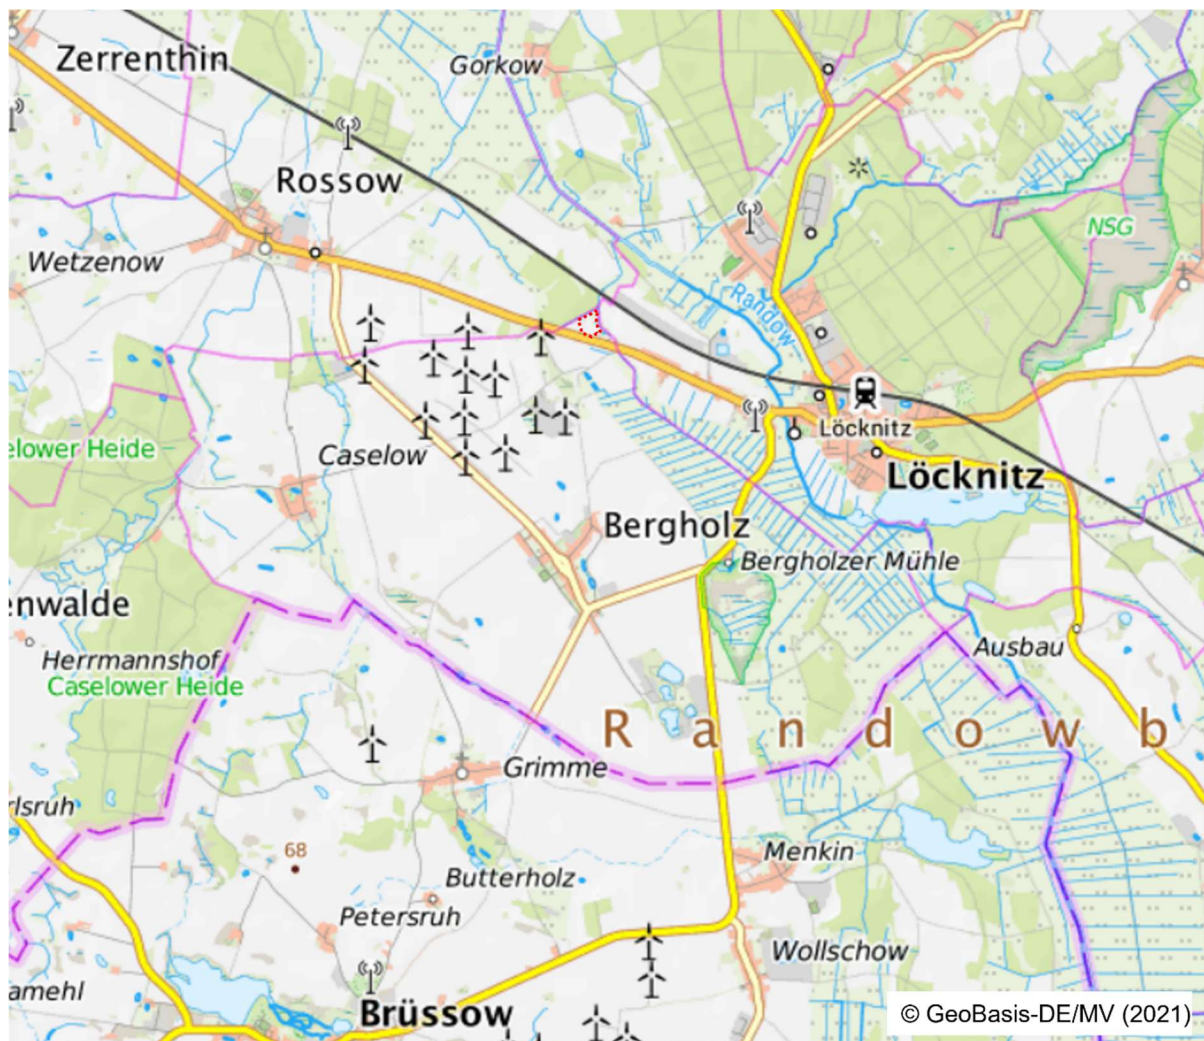 Zerrenthin
Gorkow
Rossow
NSG
Wetzenow
Randow
Löcknitz
elower Heide
Caselow
Löcknitz
Bergholz
Bergholzer Mühle
enwalde
Ausbau
Herrmannshof
Caselower Heide
R a n d o w b
Grimme
rlsruh
68
Menkin
Butterholz
Petersruh
Wollschow
amehl
Brüssow
© GeoBasis-DE/MV (2021)